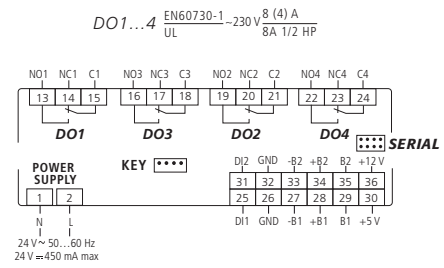 DO1...4 EN60730-1 ~230 V 8 (4) A
UL 8A 1/2 HP
NO1 NC1 C1 NO3 NC3 C3 NO2 NC2 C2 NO4 NC4 C4
13 14 15 16 17 18 19 20 21 22 23 24
DO1 DO3 DO2 DO4
SERIAL
KEY
POWER
SUPPLY
DI2 GND -B2 +B2 B2 +12 V
31 32 33 34 35 36
1 2 25 26 27 28 29 30
N L DI1 GND -B1 +B1 B1 +5 V
24 V~ 50...60 Hz
24 V⎓450 mA max